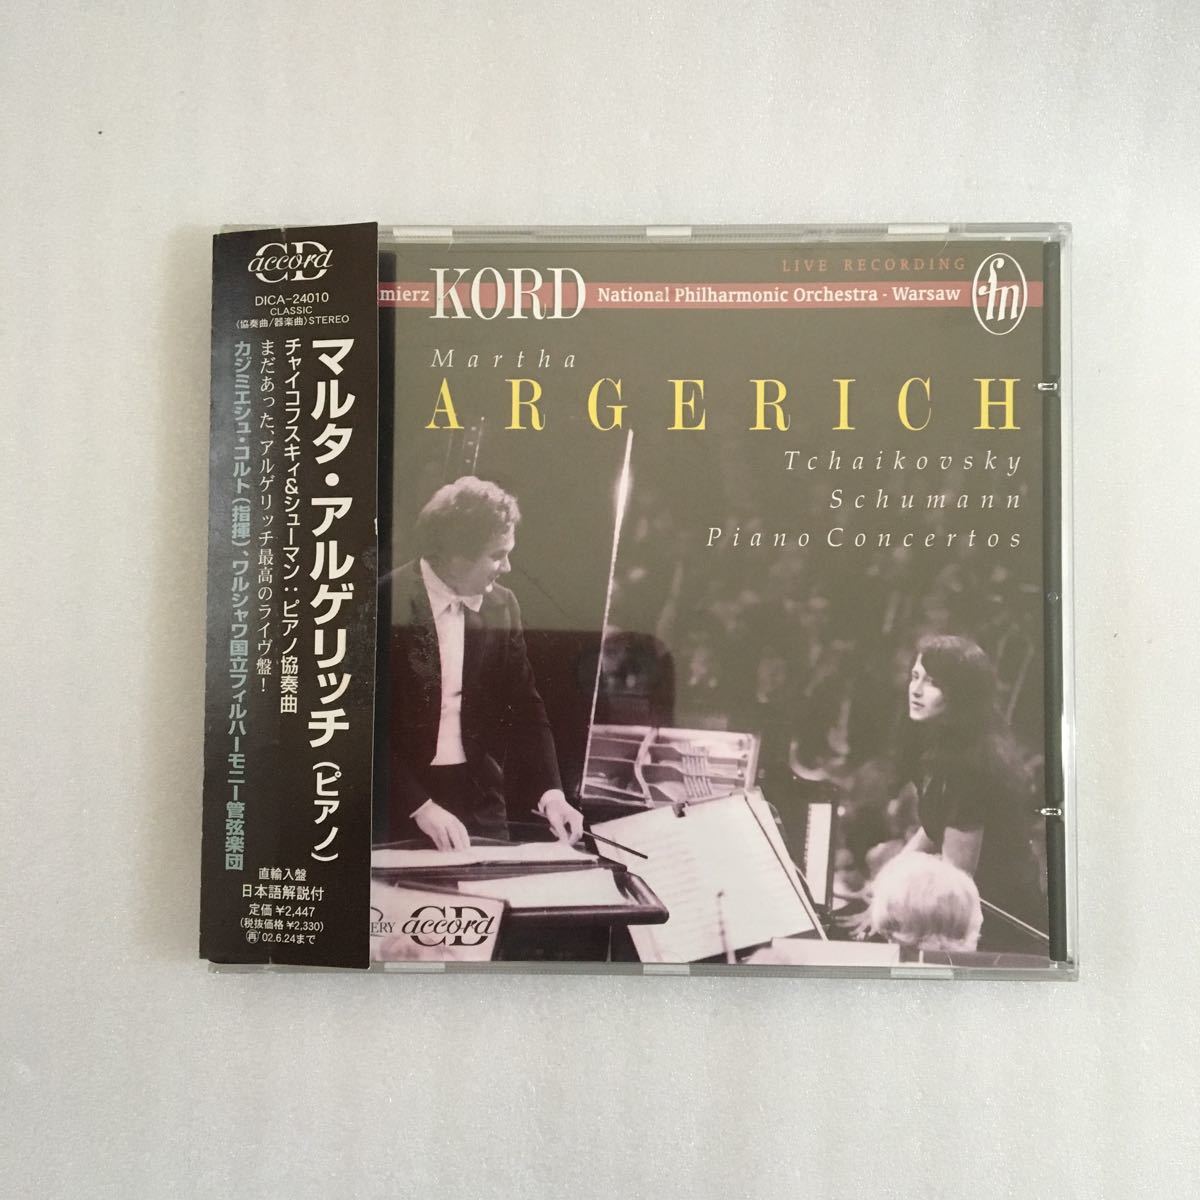 CD accord
DICA-24010
CLASSIC
(協奏曲/器楽曲) STEREO
マルタ・アルゲリッチ(ピアノ)
チャイコフスキィ&シューマン:ピアノ協奏曲
まだあった、アルゲリッチ最高のライヴ盤!
カジミエシュ・コルト(指揮)、ワルシャワ国立フィルハーモニー管弦楽団
直輸入盤
日本語解説付
定価 ¥2,447
(税抜価格 ¥2,330)
再 02.6.24まで
LIVE RECORDING
mierz KORD National Philharmonic Orchestra - Warsaw fn
Martha
ARGERICH
Tchaikovsky
Schumann
Piano Concertos
ERY CD accord